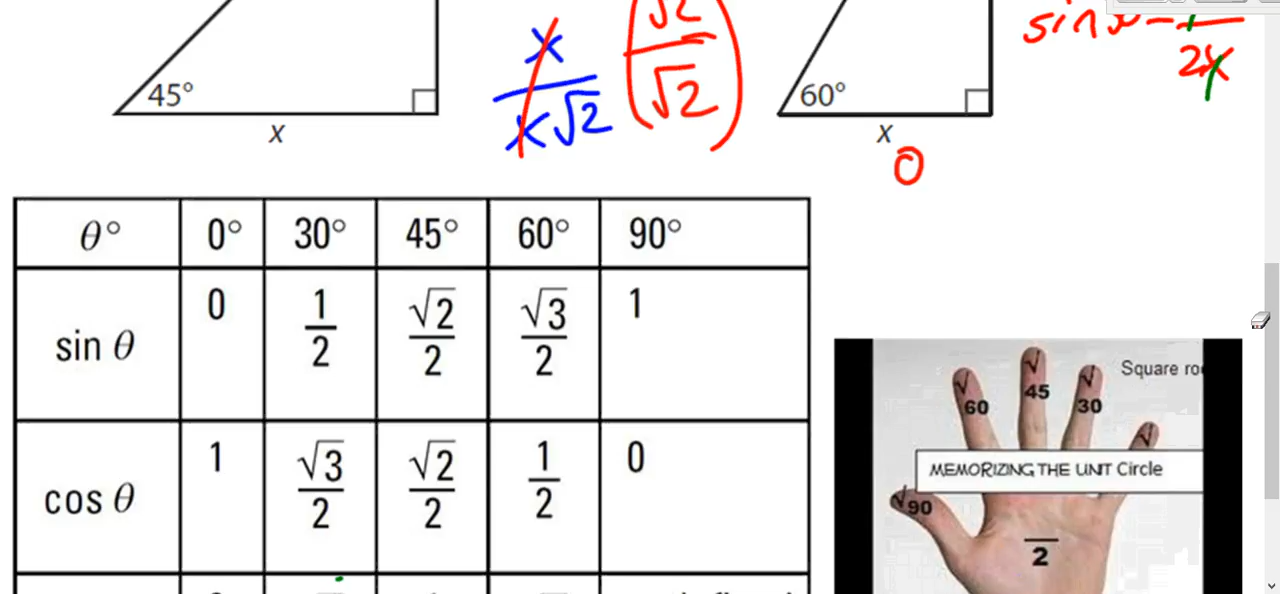 45°
x
x
x√2
(√2
√2)
60°
x
0
2x
θ° 0° 30° 45° 60° 90°
sin θ 0 1/2 √2/2 √3/2 1
cos θ 1 √3/2 √2/2 1/2 0
√ √ √ √ √
60 45 30
90
Square
MEMORIZING THE UNIT Circle
2